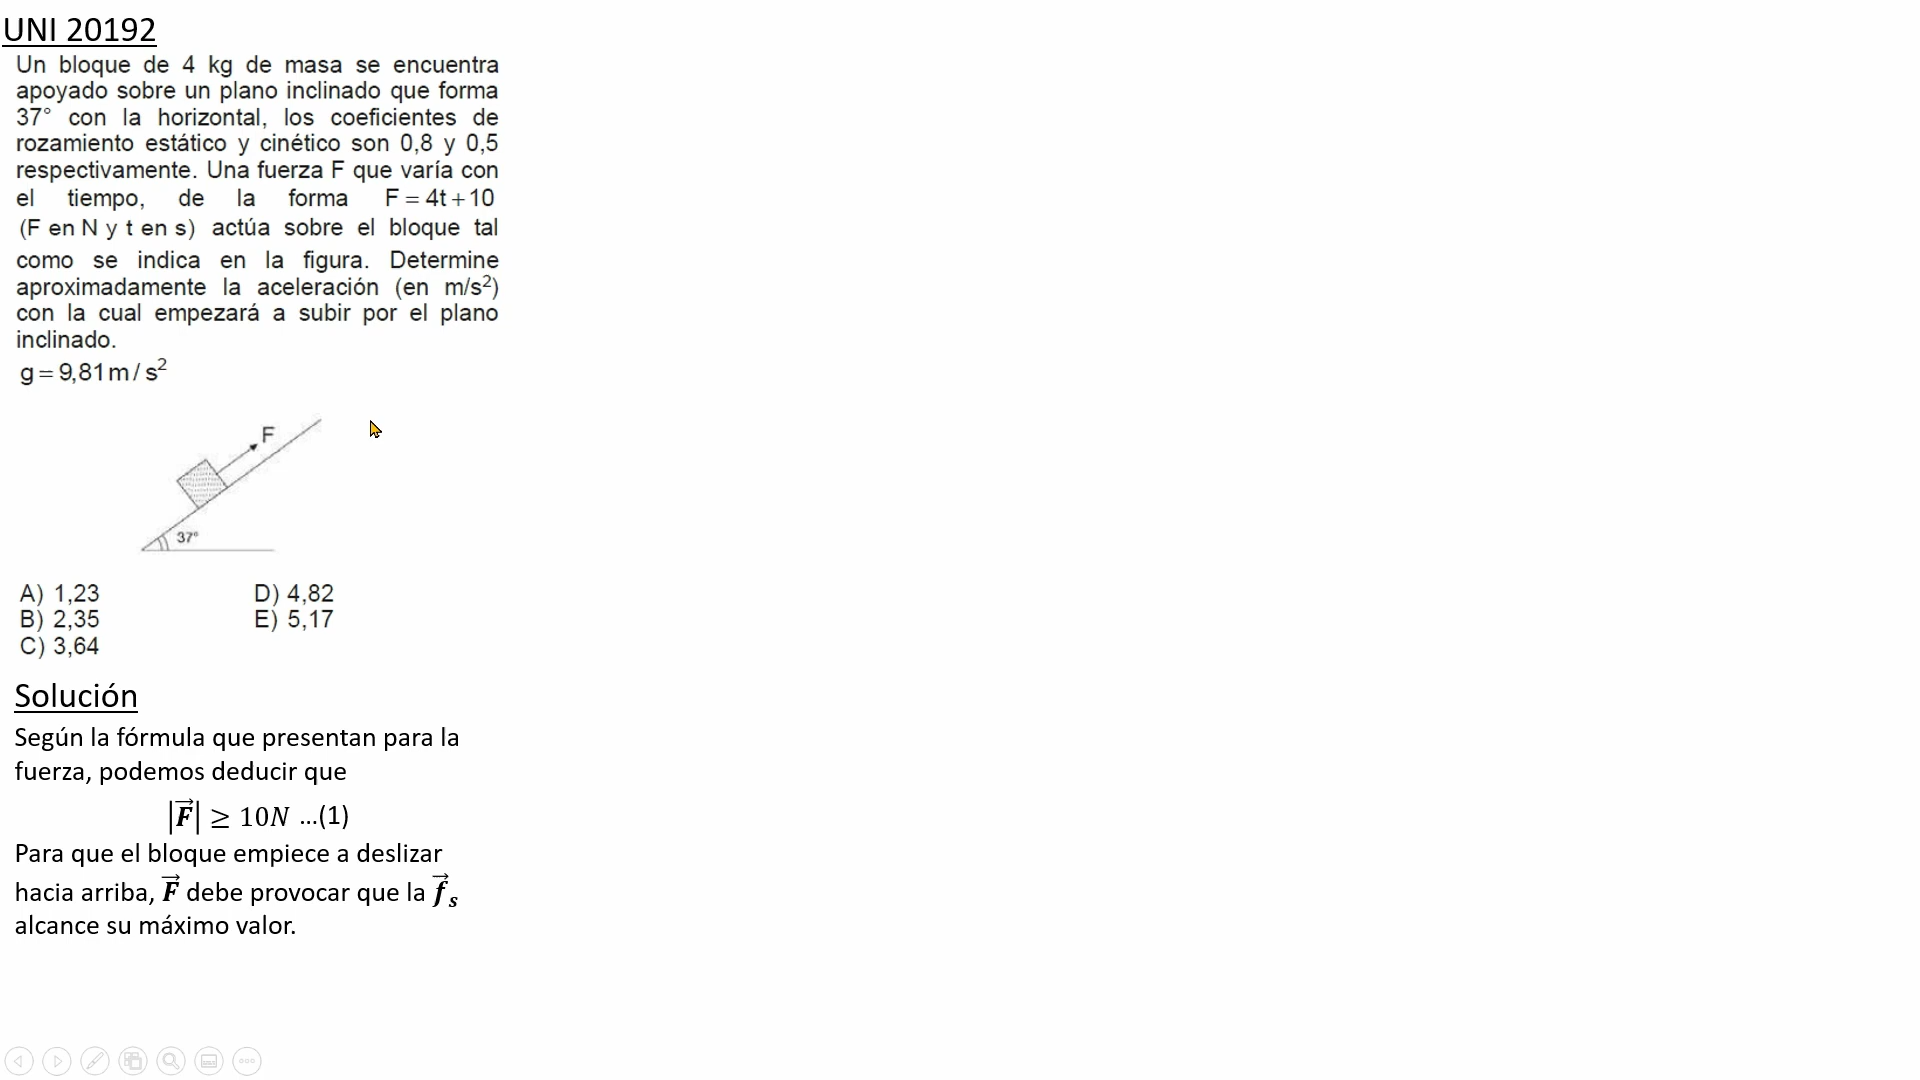 UNI 20192
Un bloque de 4 kg de masa se encuentra
apoyado sobre un plano inclinado que forma
37° con la horizontal, los coeficientes de
rozamiento estático y cinético son 0,8 y 0,5
respectivamente. Una fuerza F que varía con
el tiempo, de la forma F = 4t + 10
(F en N y t en s) actúa sobre el bloque tal
como se indica en la figura. Determine
aproximadamente la aceleración (en m/s²)
con la cual empezará a subir por el plano
inclinado.
g = 9,81 m / s²
F
37°
A) 1,23
B) 2,35
C) 3,64
D) 4,82
E) 5,17
Solución
Según la fórmula que presentan para la
fuerza, podemos deducir que
|F⃗| ≥ 10N ...(1)
Para que el bloque empiece a deslizar
hacia arriba, F⃗ debe provocar que la f⃗ₛ
alcance su máximo valor.